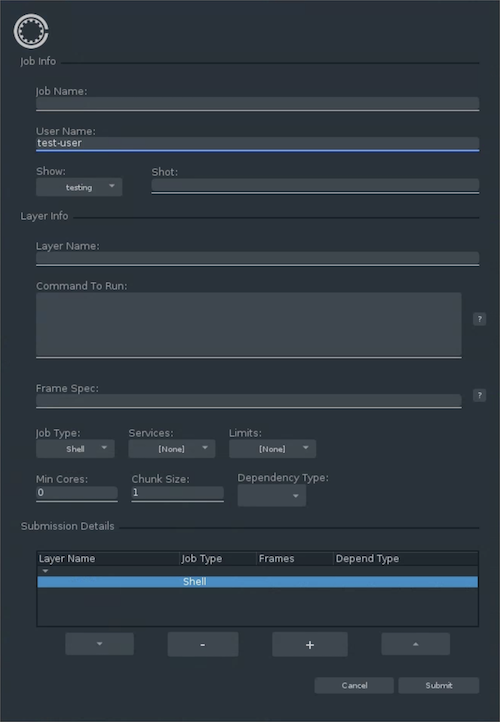 Job Info
Job Name:
User Name:
test-user
Show:
Shot:
testing
Layer Info
Layer Name:
Command To Run:
?
Frame Spec:
?
Job Type: Services: Limits:
Shell [None] [None]
Min Cores: Chunk Size: Dependency Type:
0 1
Submission Details
Layer Name Job Type Frames Depend Type
Shell
- +
Cancel Submit